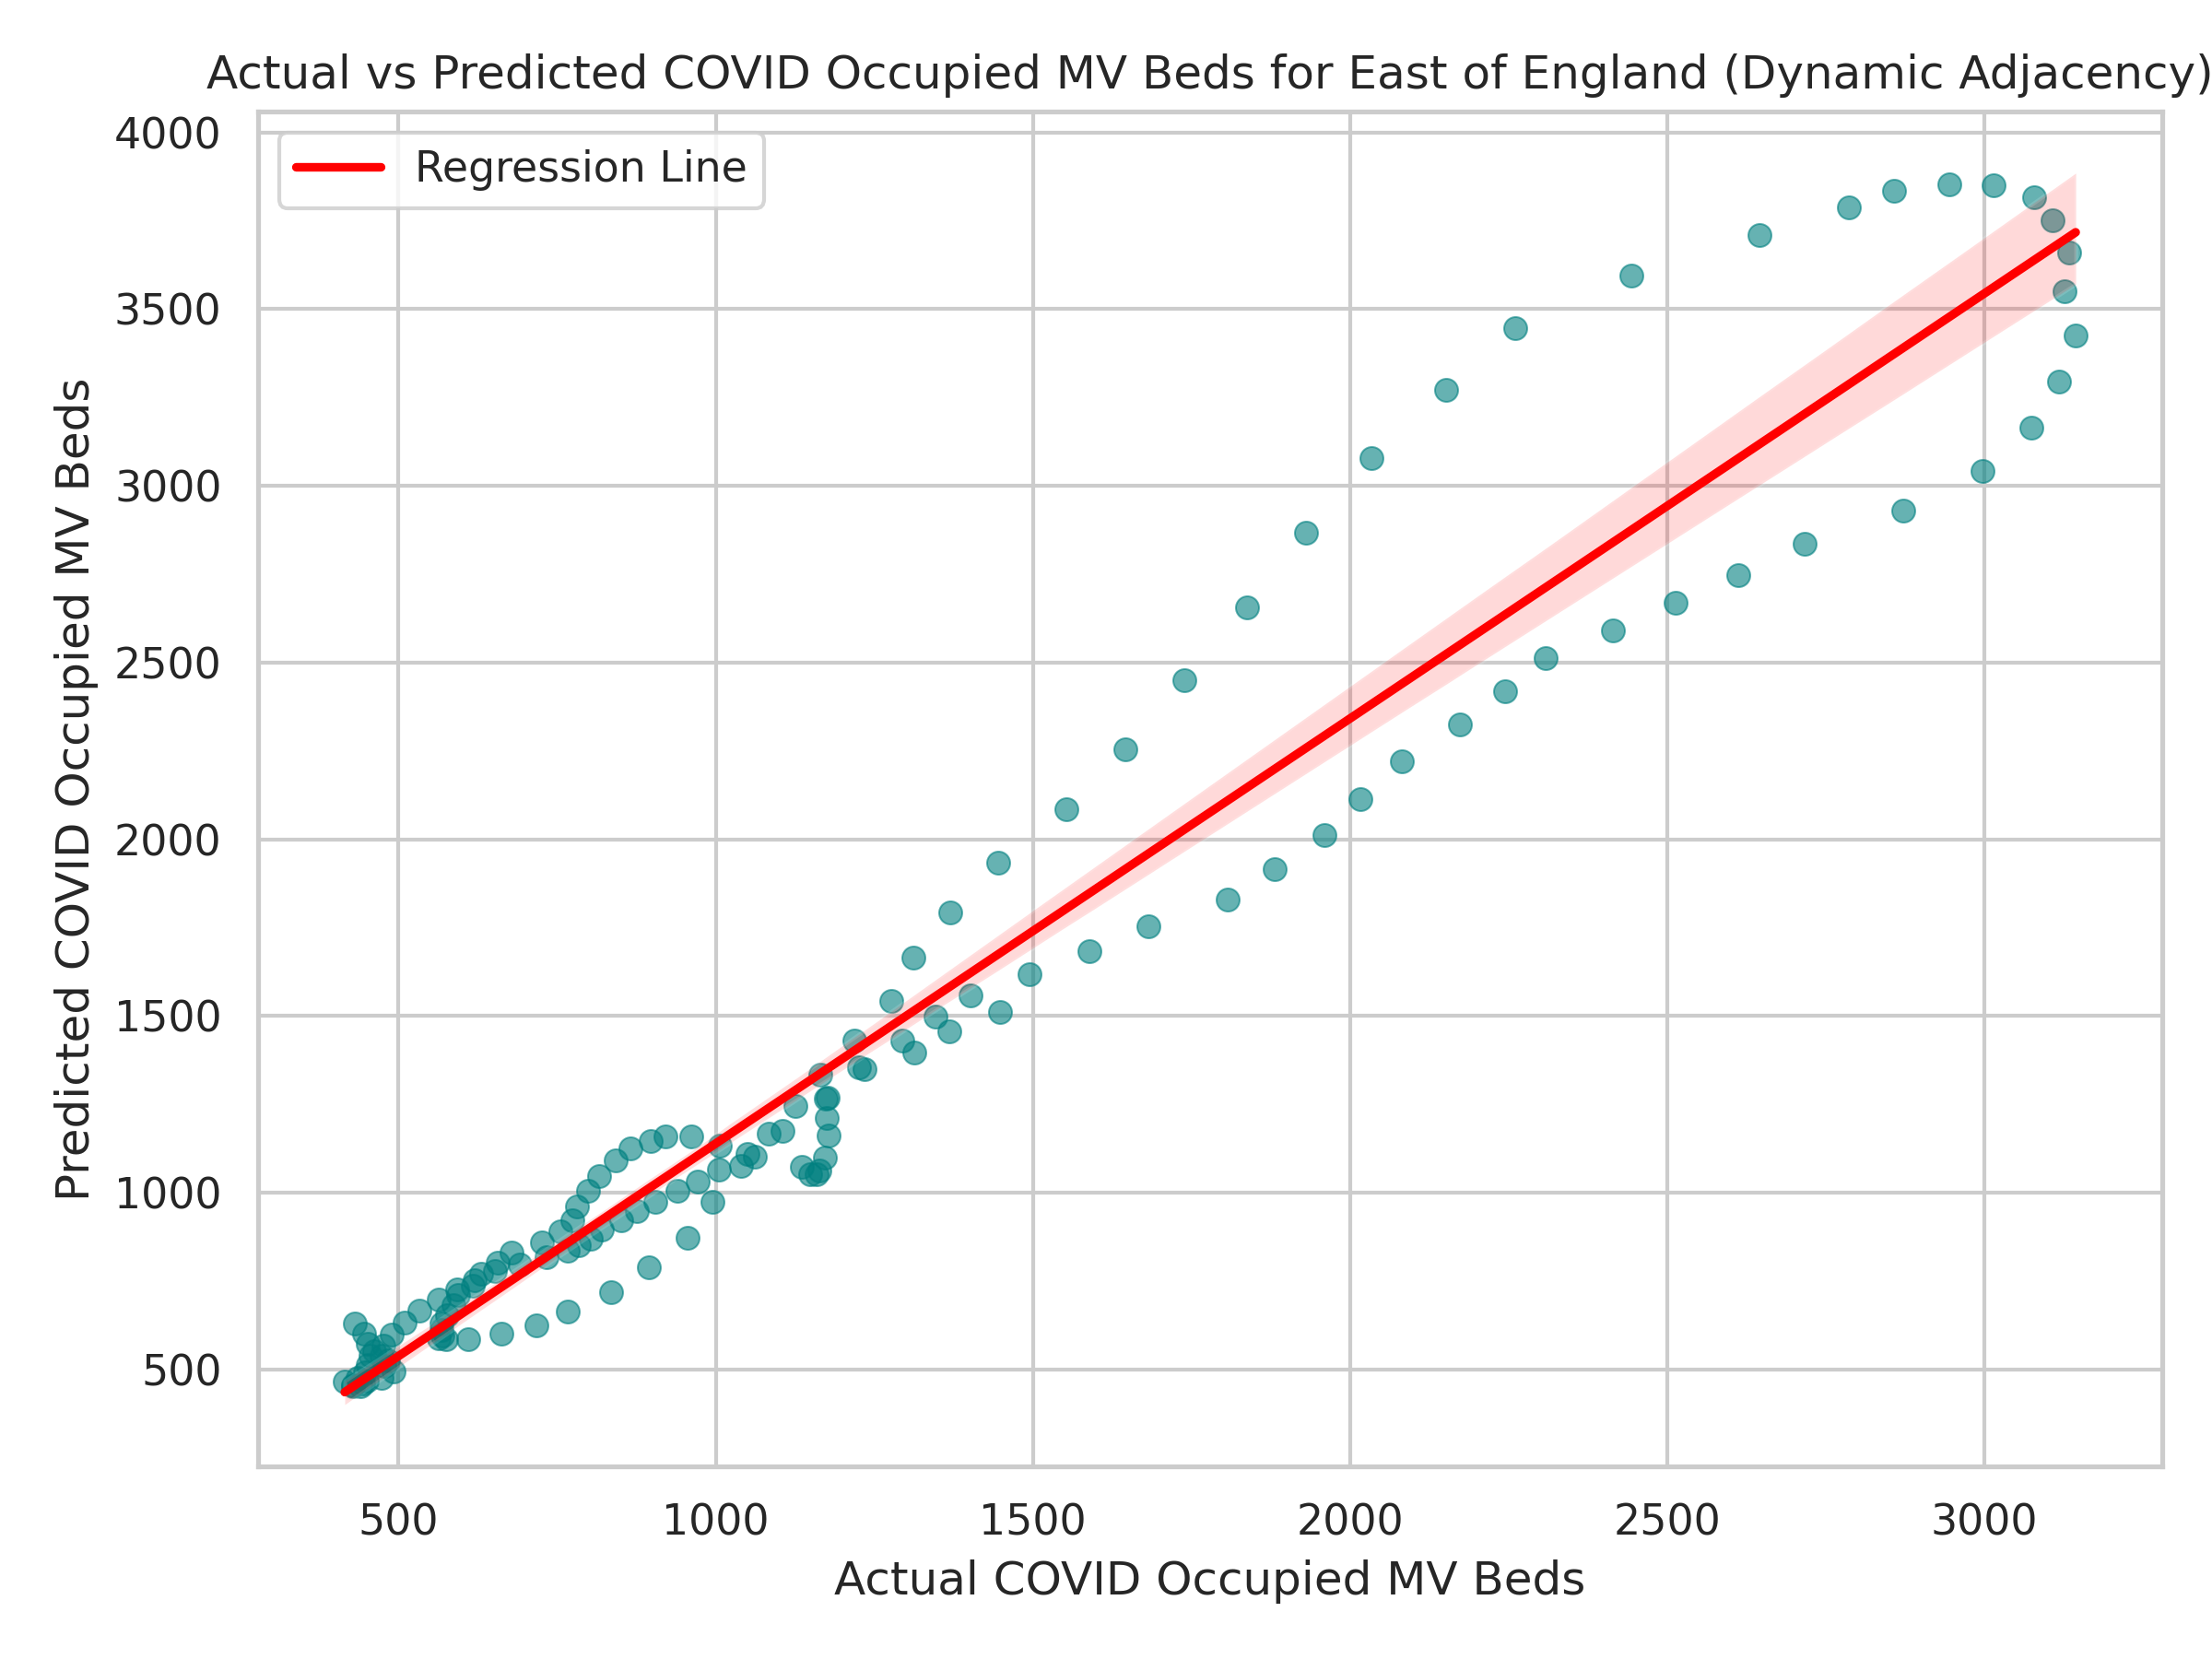 Actual vs Predicted COVID Occupied MV Beds for East of England (Dynamic Adjacency)
Regression Line
4000
3500
3000
2500
2000
1500
1000
500
Predicted COVID Occupied MV Beds
500 1000 1500 2000 2500 3000
Actual COVID Occupied MV Beds